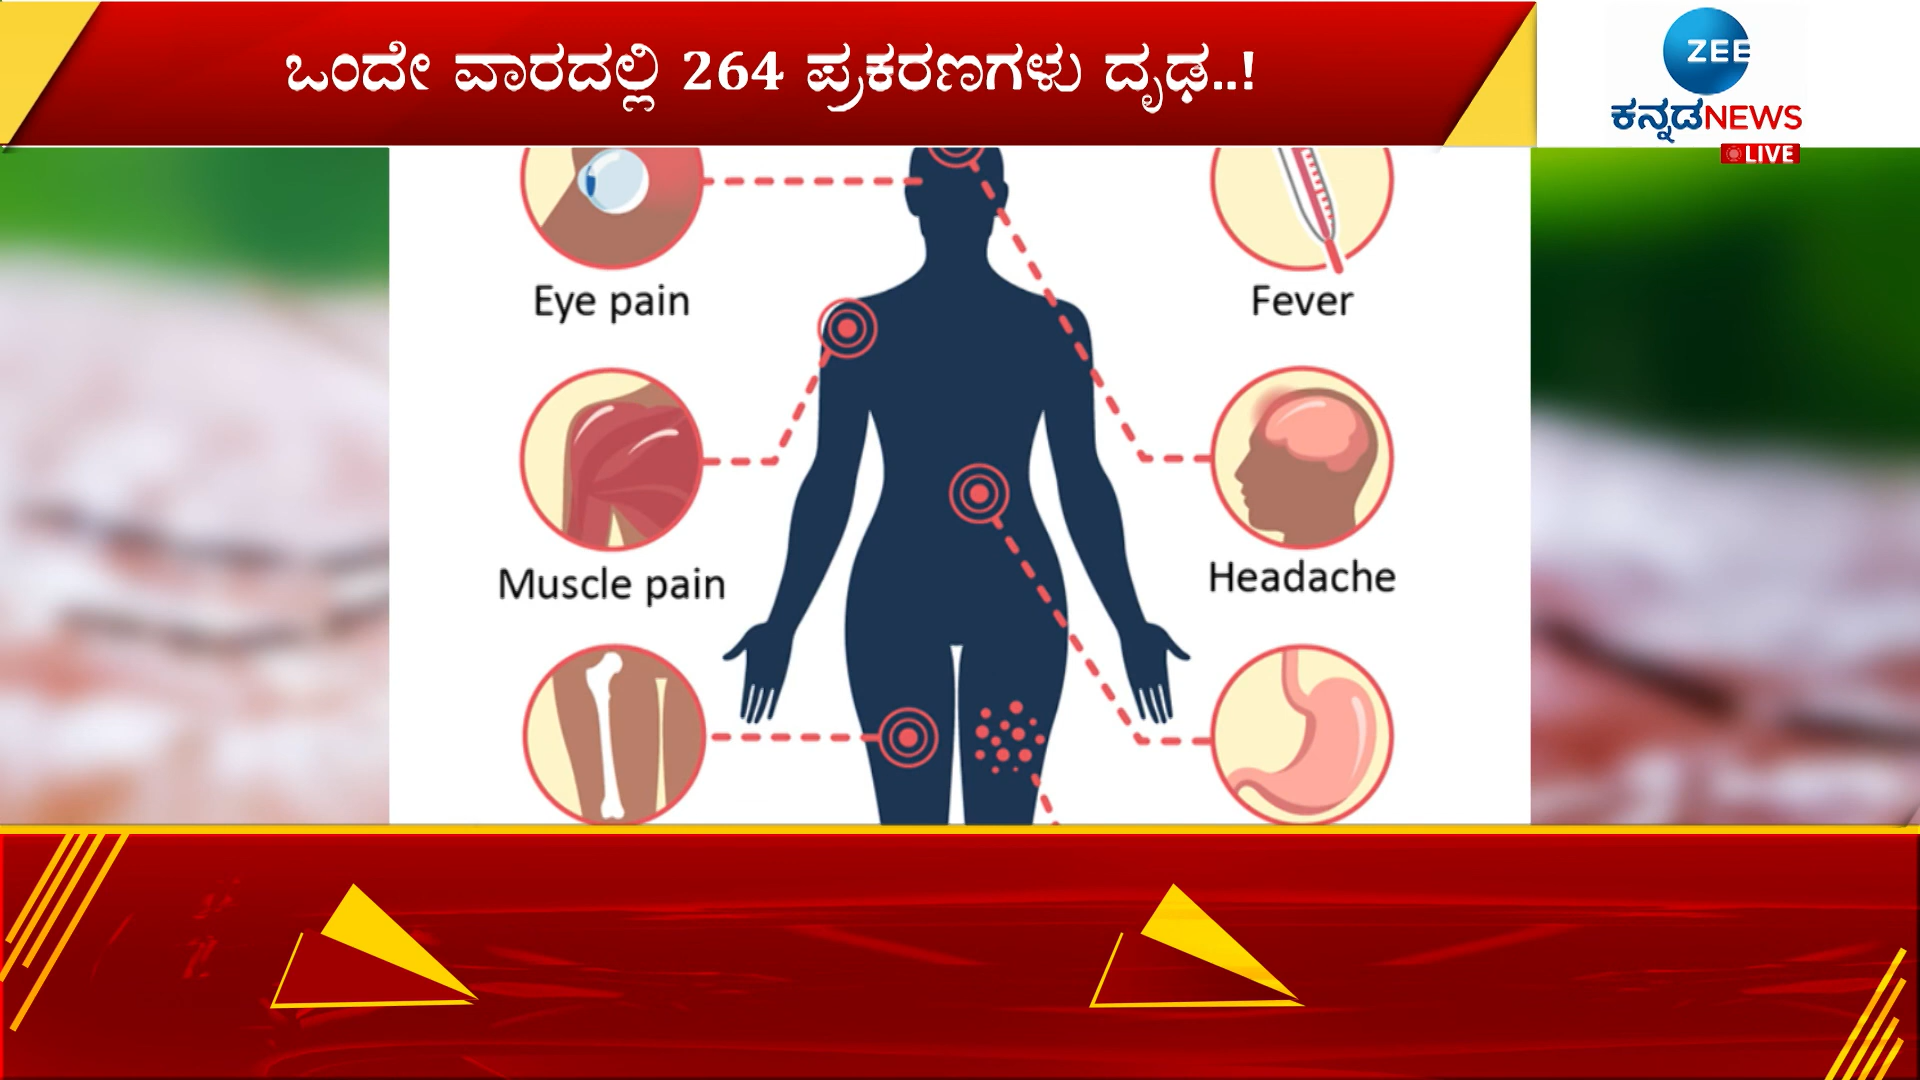 ಒಂದೇ ವಾರದಲ್ಲಿ 264 ಪ್ರಕರಣಗಳು ದೃಢ..!
ZEE
ಕನ್ನಡNEWS
LIVE
Eye pain
Fever
Muscle pain
Headache